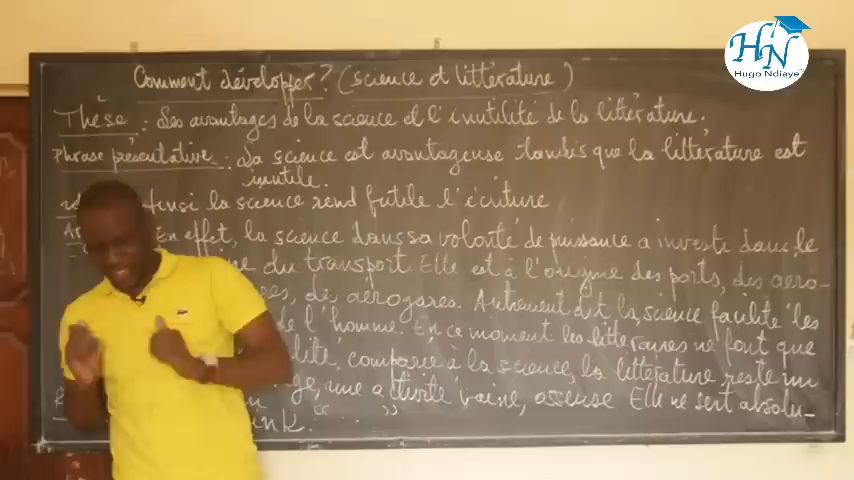 HN
Hugo Ndiaye
Comment développer? (science et littérature)
Thèse : Les avantages de la science et l'inutilité de la littérature.
Phrase présentative : La science est avantageuse tandis que la littérature est
inutile.
Ainsi la science rend futile l'écriture
En effet, la science dans sa volonté de puissance a investi dans le
du transport. Elle est à l'origine des ports, des aéro-
des aérogares. Autrement dit la science facilite les
de l'homme. En ce moment les littéraires ne font que
comparée à la science, la littérature reste un
une activité vaine, oiseuse Elle ne sert absolu-